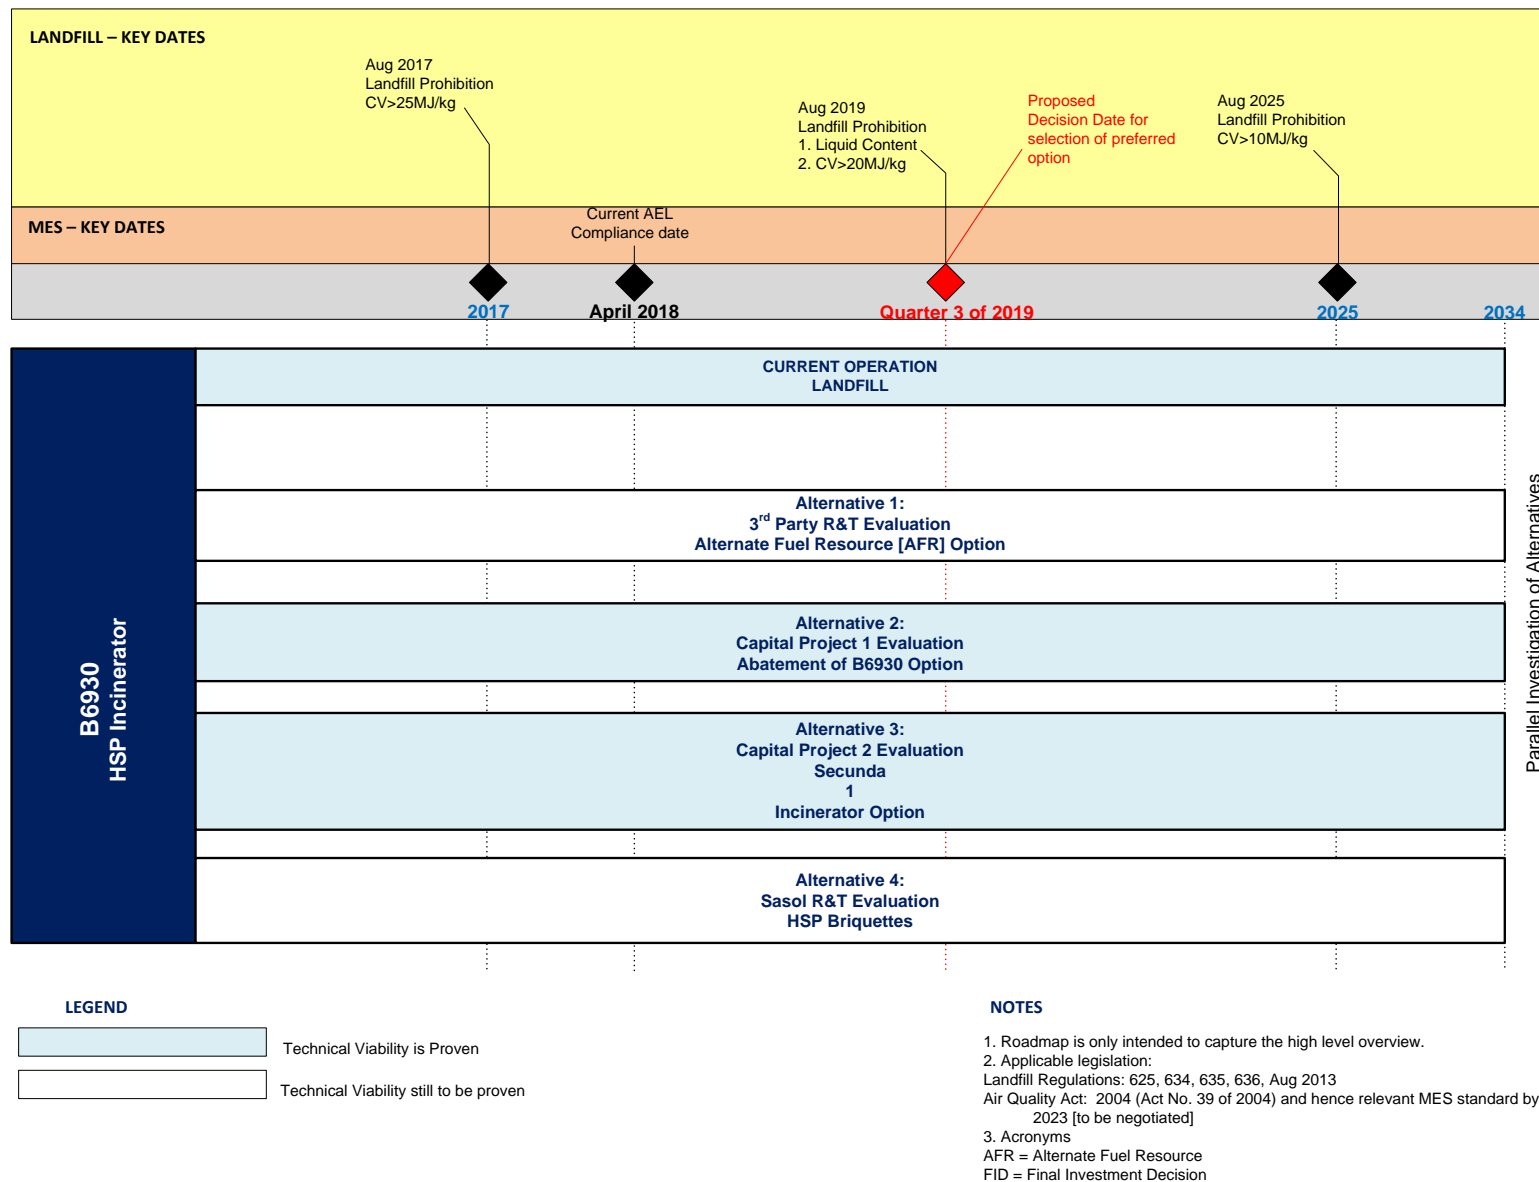 LANDFILL – KEY DATES
Aug 2017
Landfill Prohibition
CV>25MJ/kg
Aug 2019
Landfill Prohibition
1. Liquid Content
2. CV>20MJ/kg
Proposed
Decision Date for
selection of preferred
option
Aug 2025
Landfill Prohibition
CV>10MJ/kg
MES – KEY DATES
Current AEL
Compliance date
2017
April 2018
Quarter 3 of 2019
2025
2034
B6930
HSP Incinerator
CURRENT OPERATION
LANDFILL
Alternative 1:
3rd Party R&T Evaluation
Alternate Fuel Resource [AFR] Option
Alternative 2:
Capital Project 1 Evaluation
Abatement of B6930 Option
Alternative 3:
Capital Project 2 Evaluation
Secunda
1
Incinerator Option
Alternative 4:
Sasol R&T Evaluation
HSP Briquettes
Parallel Investigation of Alternatives
LEGEND
Technical Viability is Proven
Technical Viability still to be proven
NOTES
1. Roadmap is only intended to capture the high level overview.
2. Applicable legislation:
Landfill Regulations: 625, 634, 635, 636, Aug 2013
Air Quality Act: 2004 (Act No. 39 of 2004) and hence relevant MES standard by
2023 [to be negotiated]
3. Acronyms
AFR = Alternate Fuel Resource
FID = Final Investment Decision